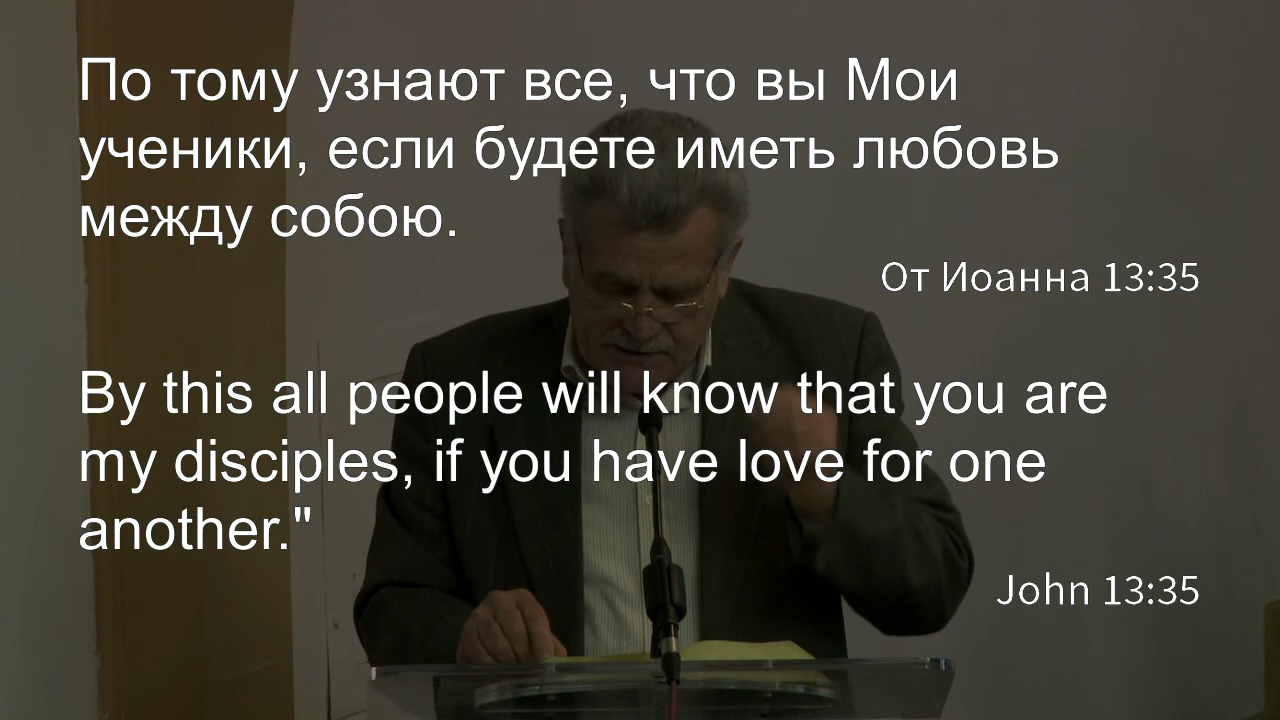 По тому узнают все, что вы Мои
ученики, если будете иметь любовь
между собою.
От Иоанна 13:35
By this all people will know that you are
my disciples, if you have love for one
another."
John 13:35